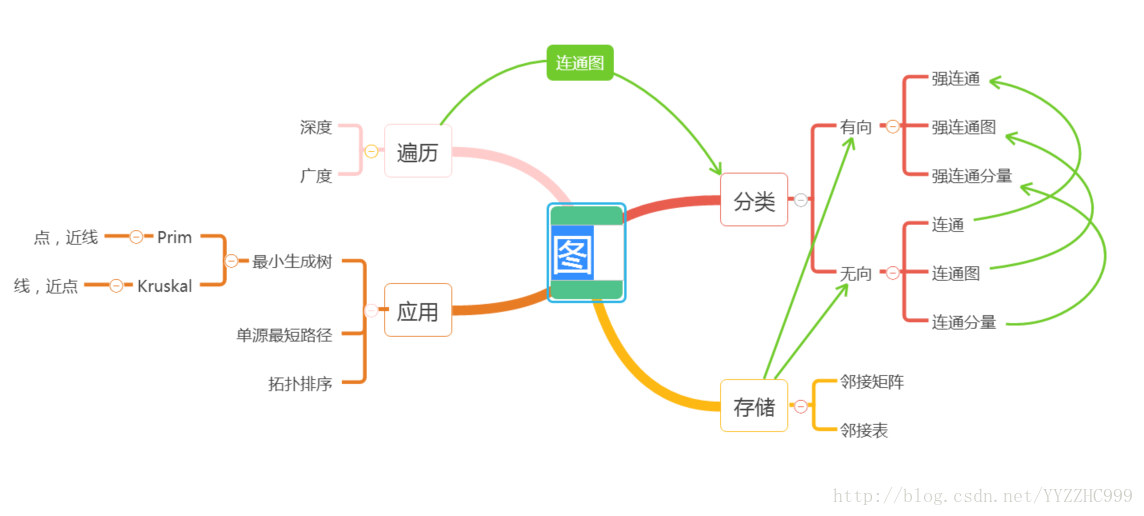 连通图
强连通
深度
遍历
有向
强连通图
广度
强连通分量
分类
点，近线
Prim
连通
图
最小生成树
无向
连通图
线，近点
Kruskal
应用
连通分量
单源最短路径
拓扑排序
存储
邻接矩阵
邻接表
http://blog.csdn.net/YYZZHC999